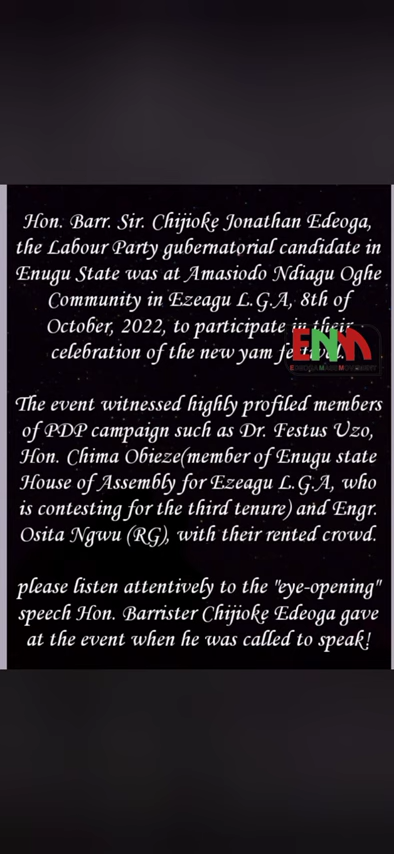 Hon. Barr. Sir. Chijioke Jonathan Edeoga,
the Labour Party gubernatorial candidate in
Enugu State was at Amasiodo Ndiagu Oghe
Community in Ezeagu L.G.A, 8th of
October, 2022, to participate in their
celebration of the new yam festival.
ENM
EDEOGA MASS MOVEMENT
The event witnessed highly profiled members
of PDP campaign such as Dr. Festus Uzo,
Hon. Chima Obieze(member of Enugu state
House of Assembly for Ezeagu L.G.A, who
is contesting for the third tenure) and Engr.
Osita Ngwu (RG), with their rented crowd.
please listen attentively to the "eye-opening"
speech Hon. Barrister Chijioke Edeoga gave
at the event when he was called to speak!